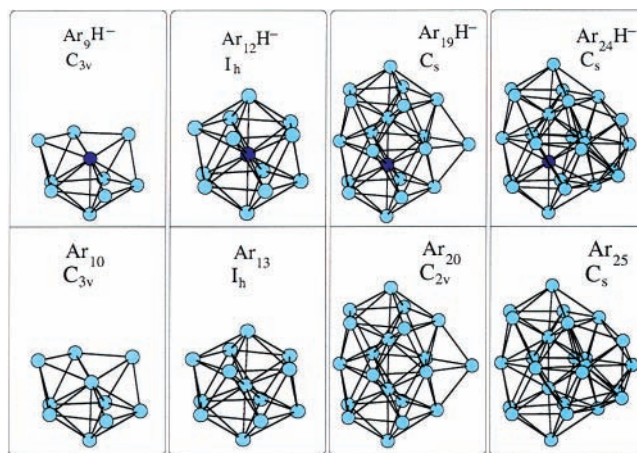 Ar₉H⁻
C₃ᵥ
Ar₁₂H⁻
Iₕ
Ar₁₉H⁻
Cₛ
Ar₂₄H⁻
Cₛ
Ar₁₀
C₃ᵥ
Ar₁₃
Iₕ
Ar₂₀
C₂ᵥ
Ar₂₅
Cₛ